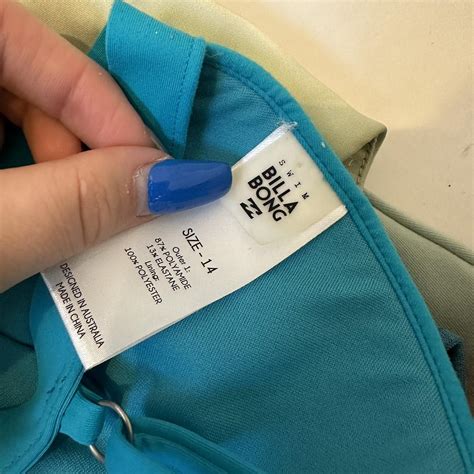 SWIM
BILLA
BONG
SIZE - 14
Outer 1:
87% POLYAMIDE
13% ELASTANE
Lining:
100% POLYESTER
DESIGNED IN AUSTRALIA
MADE IN CHINA